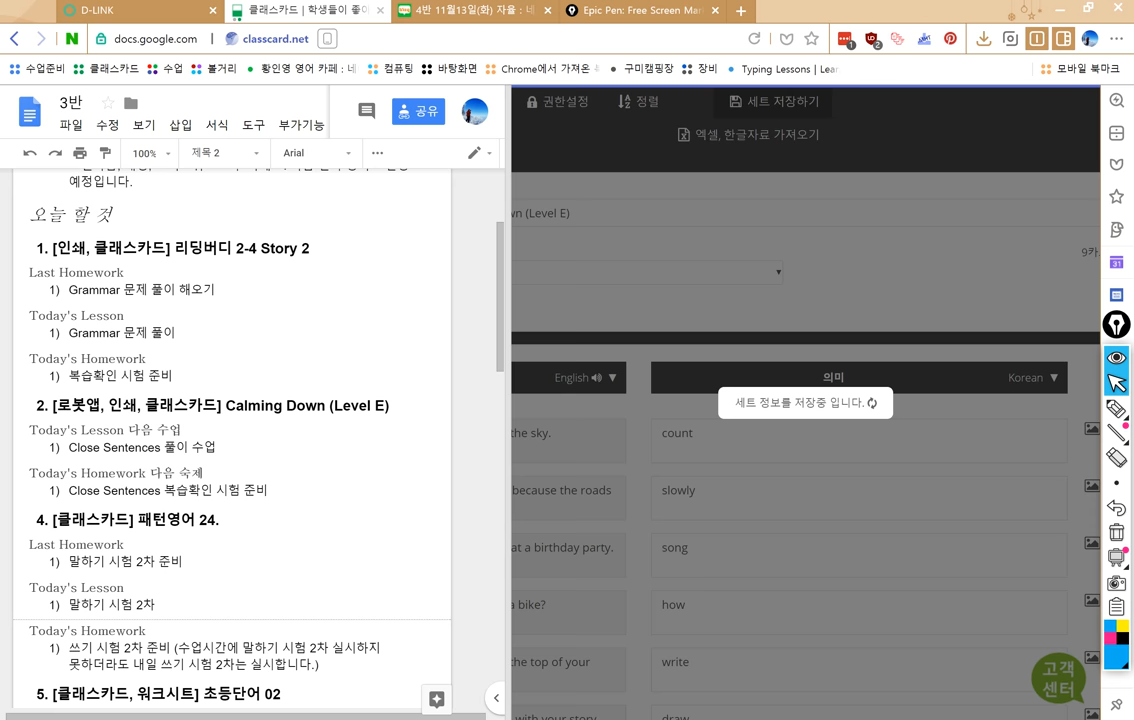 D-LINK
클래스카드 | 학생들이 좋아
4반 11월13일(화) 자율 : 네
Epic Pen: Free Screen Mar
docs.google.com
classcard.net
수업준비
클래스카드
수업
볼거리
황인영 영어 카페 : 네
컴퓨팅
바탕화면
Chrome에서 가져온
구미캠핑장
장비
Typing Lessons | Lear
모바일 북마크
3반
공유
파일 수정 보기 삽입 서식 도구 부가기능
100%
제목 2
Arial
예정입니다.
오늘 할 것
1. [인쇄, 클래스카드] 리딩버디 2-4 Story 2
Last Homework
1) Grammar 문제 풀이 해오기
Today's Lesson
1) Grammar 문제 풀이
Today's Homework
1) 복습확인 시험 준비
2. [로봇앱, 인쇄, 클래스카드] Calming Down (Level E)
Today's Lesson 다음 수업
1) Close Sentences 풀이 수업
Today's Homework 다음 숙제
1) Close Sentences 복습확인 시험 준비
4. [클래스카드] 패턴영어 24.
Last Homework
1) 말하기 시험 2차 준비
Today's Lesson
1) 말하기 시험 2차
Today's Homework
1) 쓰기 시험 2차 준비 (수업시간에 말하기 시험 2차 실시하지
못하더라도 내일 쓰기 시험 2차는 실시합니다.)
5. [클래스카드, 워크시트] 초등단어 02
권한설정
정렬
세트 저장하기
엑셀, 한글자료 가져오기
wn (Level E)
9카
English
의미
Korean
세트 정보를 저장중 입니다.
the sky.
count
because the roads
slowly
at a birthday party.
song
a bike?
how
the top of your
write
with your story
draw
고객
센터
1
2
31